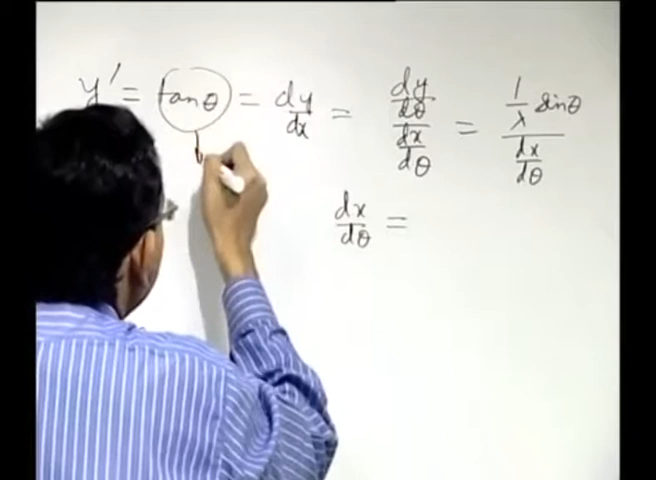 y' = tanθ = dy/dx = (dy/dθ)/(dx/dθ) = (1/λ sinθ)/(dx/dθ)
dx/dθ =